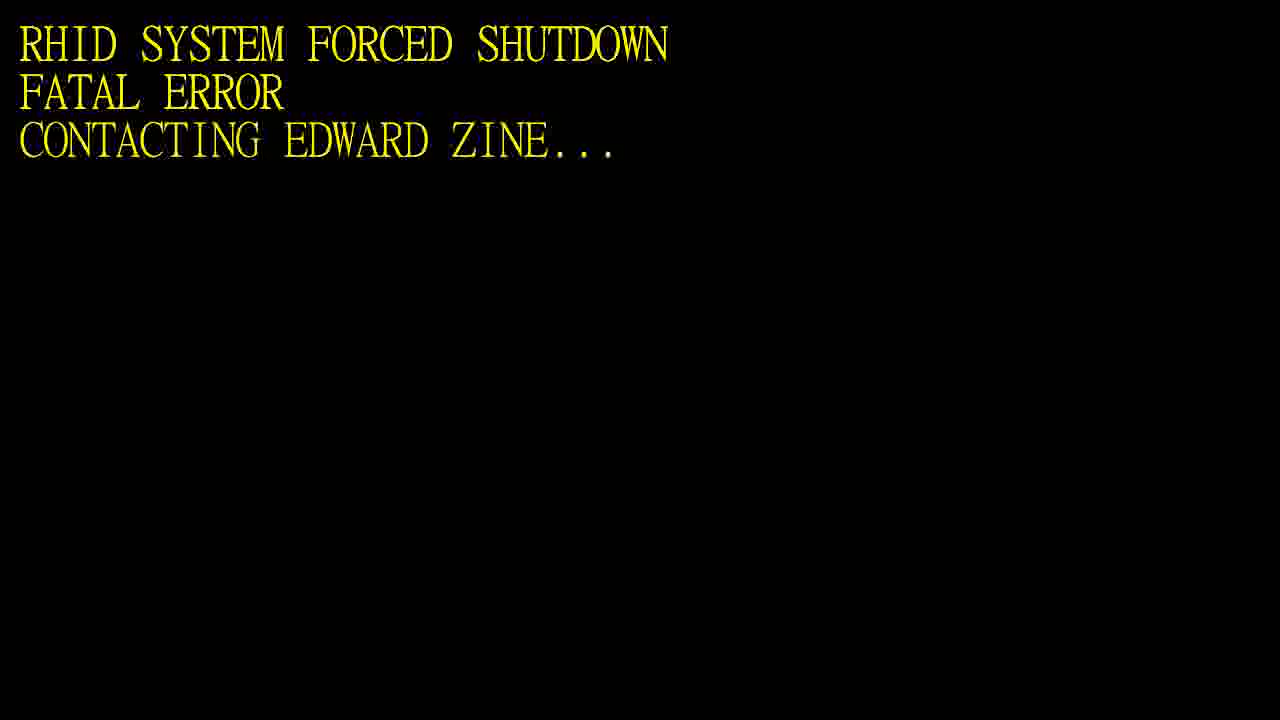 RHID SYSTEM FORCED SHUTDOWN
FATAL ERROR
CONTACTING EDWARD ZINE...